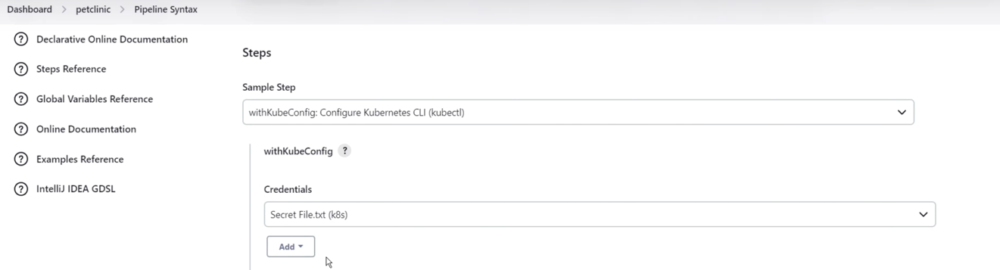 Dashboard > petclinic > Pipeline Syntax
Declarative Online Documentation
Steps Reference
Global Variables Reference
Online Documentation
Examples Reference
IntelliJ IDEA GDSL
Steps
Sample Step
withKubeConfig: Configure Kubernetes CLI (kubectl)
withKubeConfig ?
Credentials
Secret File.txt (k8s)
Add